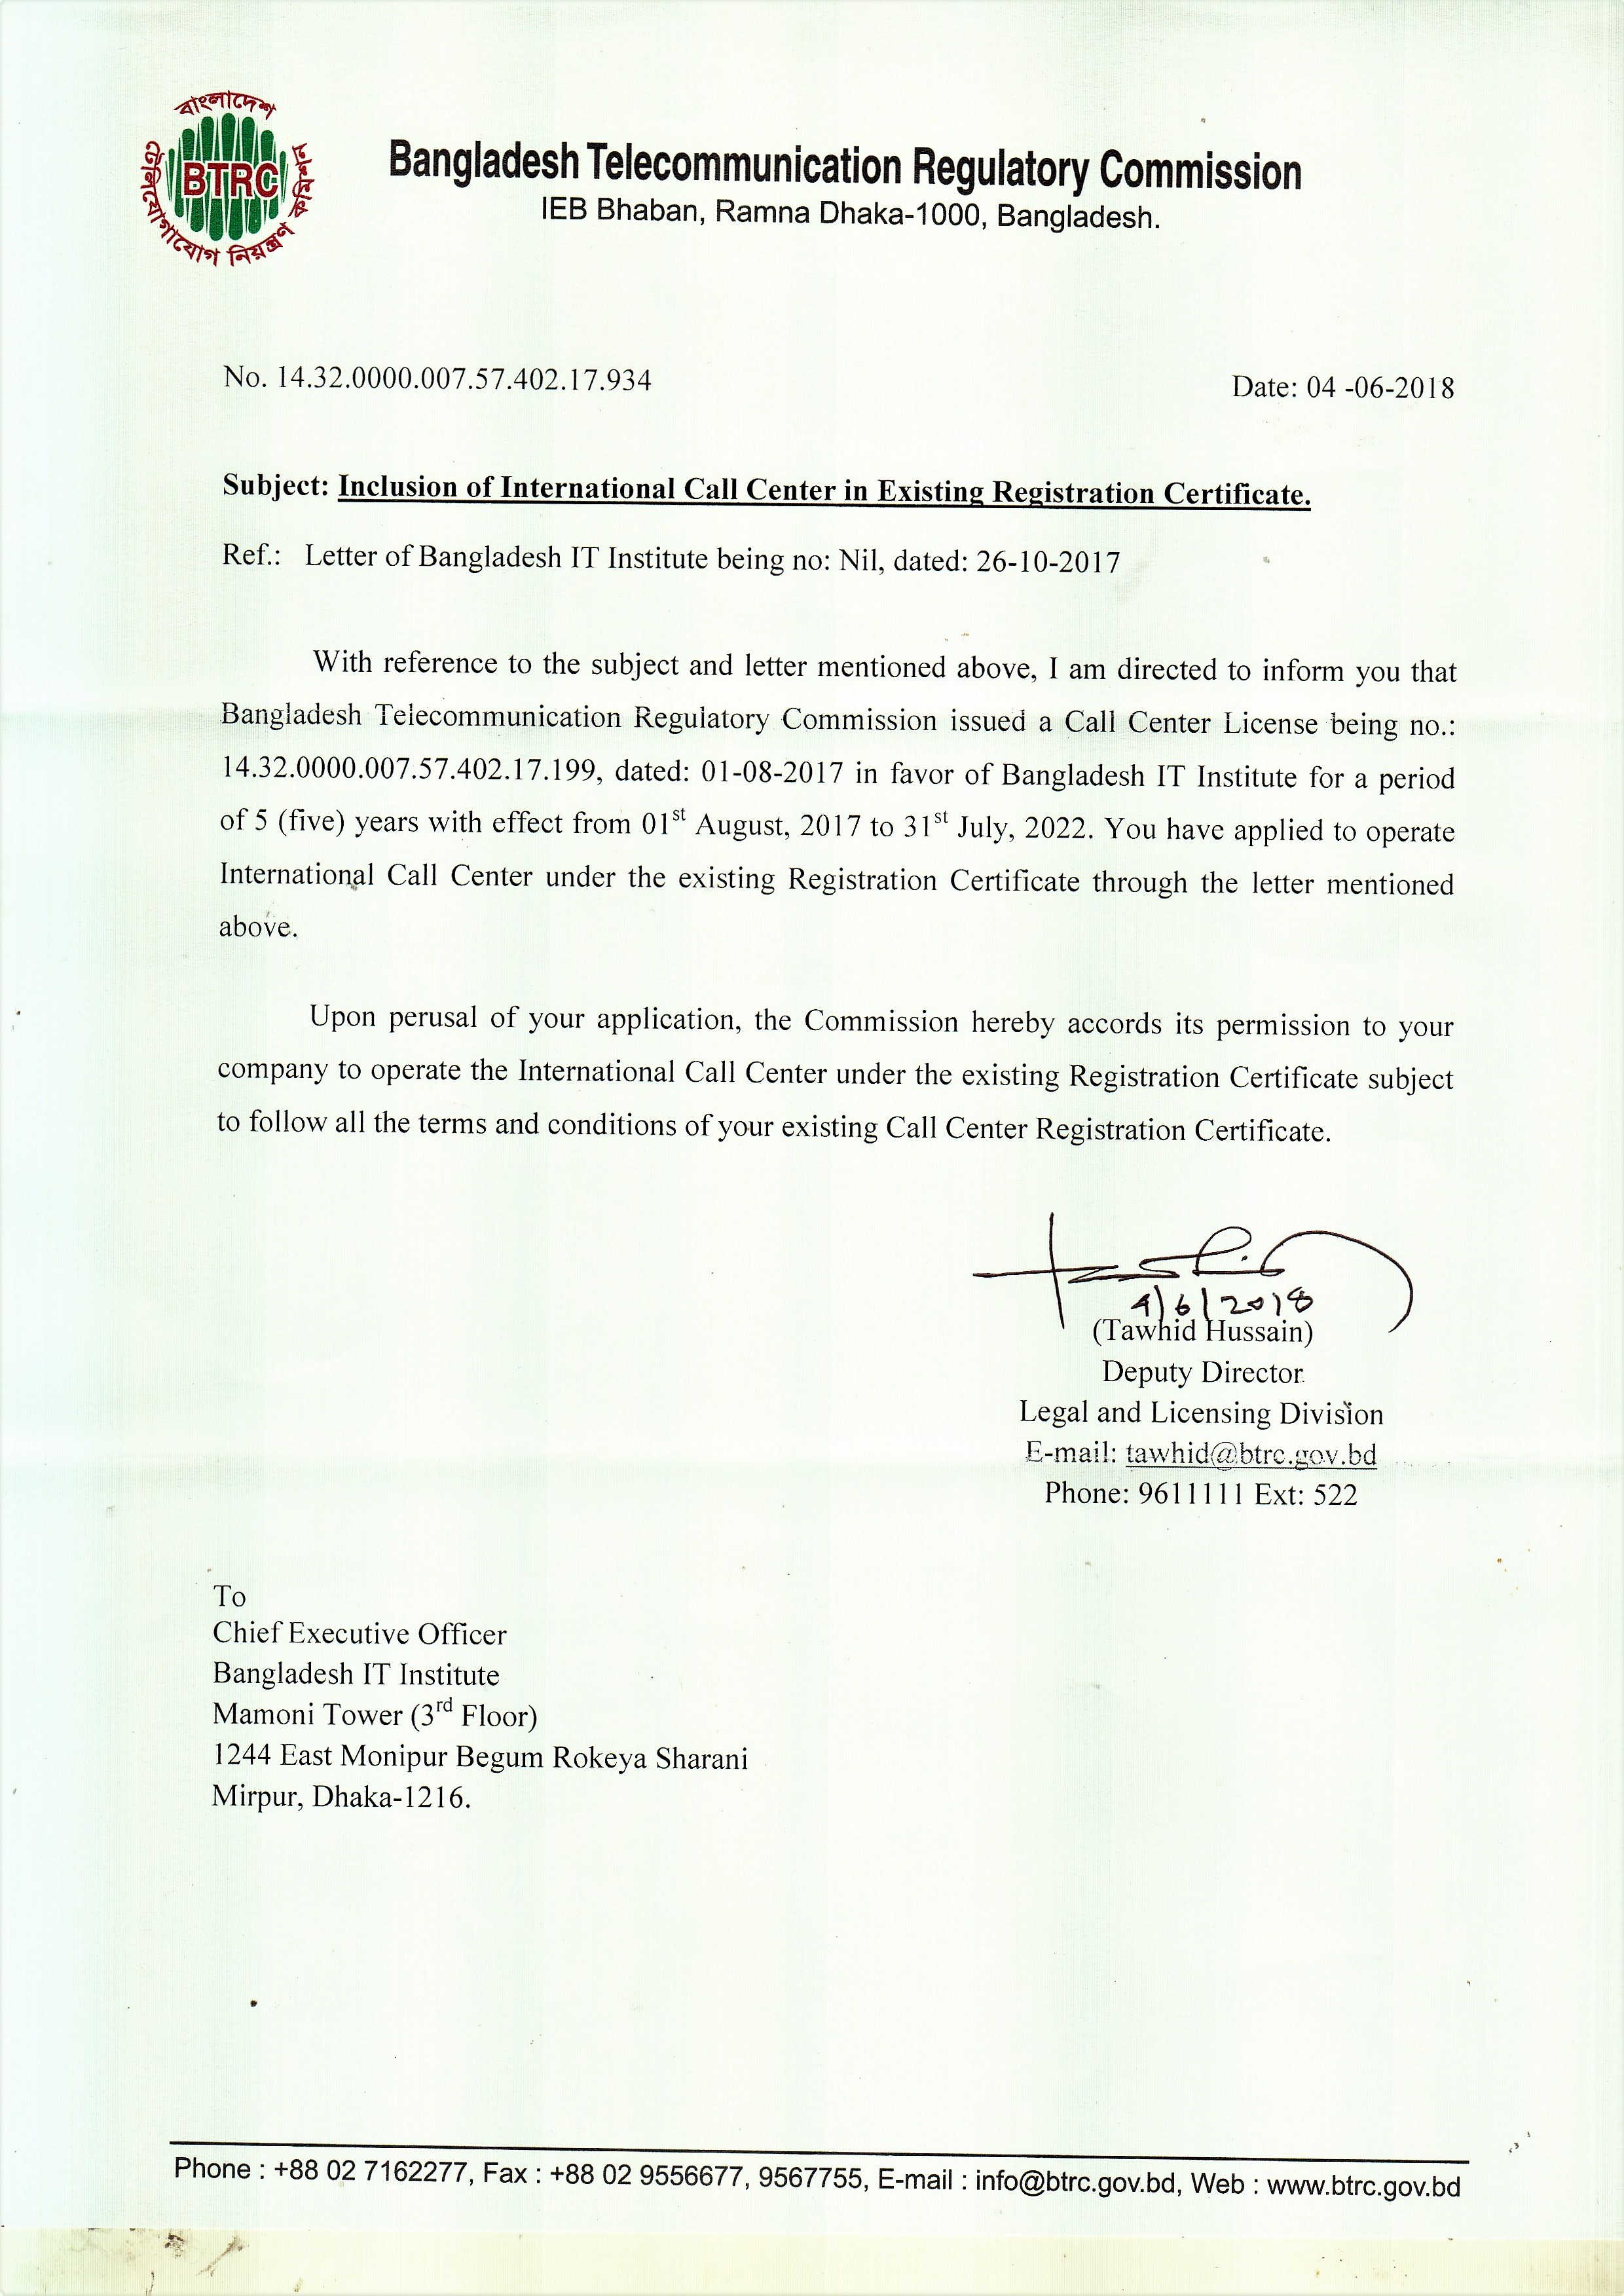 বাংলাদেশ
টেলিযোগাযোগ নিয়ন্ত্রণ কমিশন
BTRC
Bangladesh Telecommunication Regulatory Commission
IEB Bhaban, Ramna Dhaka-1000, Bangladesh.
No. 14.32.0000.007.57.402.17.934
Date: 04 -06-2018
Subject: Inclusion of International Call Center in Existing Registration Certificate.
Ref.: Letter of Bangladesh IT Institute being no: Nil, dated: 26-10-2017
With reference to the subject and letter mentioned above, I am directed to inform you that
Bangladesh Telecommunication Regulatory Commission issued a Call Center License being no.:
14.32.0000.007.57.402.17.199, dated: 01-08-2017 in favor of Bangladesh IT Institute for a period
of 5 (five) years with effect from 01st August, 2017 to 31st July, 2022. You have applied to operate
International Call Center under the existing Registration Certificate through the letter mentioned
above.
Upon perusal of your application, the Commission hereby accords its permission to your
company to operate the International Call Center under the existing Registration Certificate subject
to follow all the terms and conditions of your existing Call Center Registration Certificate.
4/6/2018
(Tawhid Hussain)
Deputy Director
Legal and Licensing Division
E-mail: tawhid@btrc.gov.bd
Phone: 9611111 Ext: 522
To
Chief Executive Officer
Bangladesh IT Institute
Mamoni Tower (3rd Floor)
1244 East Monipur Begum Rokeya Sharani
Mirpur, Dhaka-1216.
Phone : +88 02 7162277, Fax : +88 02 9556677, 9567755, E-mail : info@btrc.gov.bd, Web : www.btrc.gov.bd